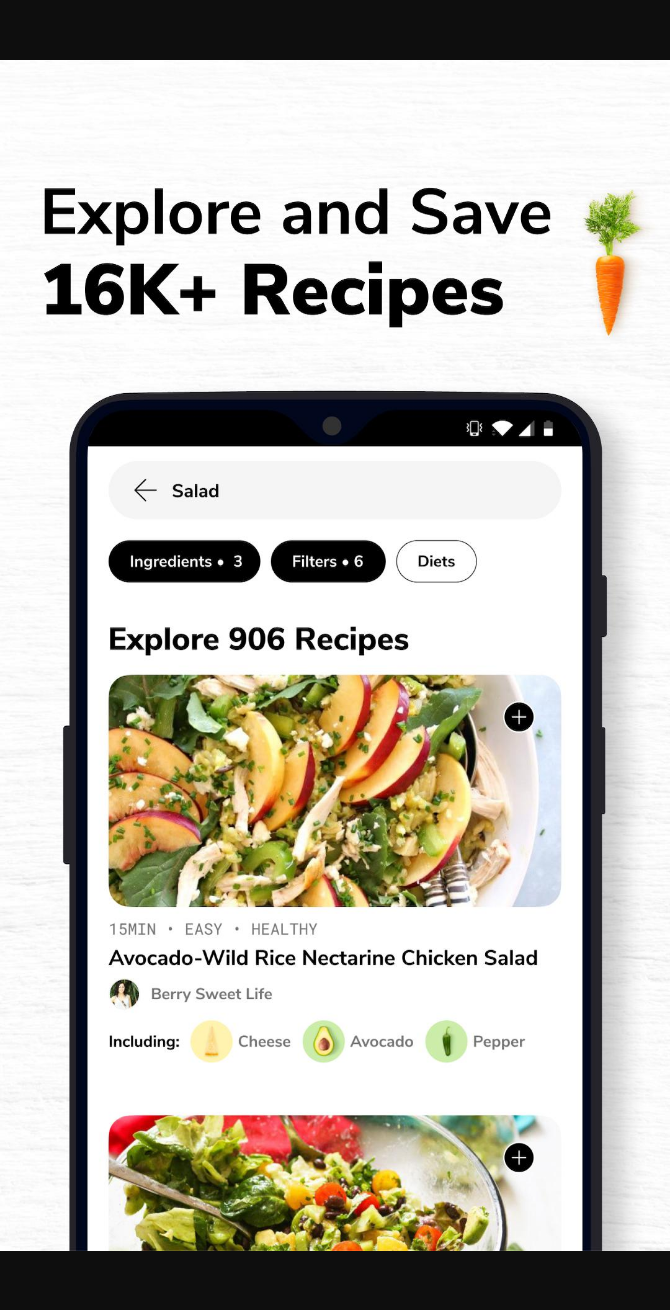 Explore and Save
16K+ Recipes
Salad
Ingredients • 3 Filters • 6 Diets
Explore 906 Recipes
15MIN • EASY • HEALTHY
Avocado-Wild Rice Nectarine Chicken Salad
Berry Sweet Life
Including: Cheese Avocado Pepper